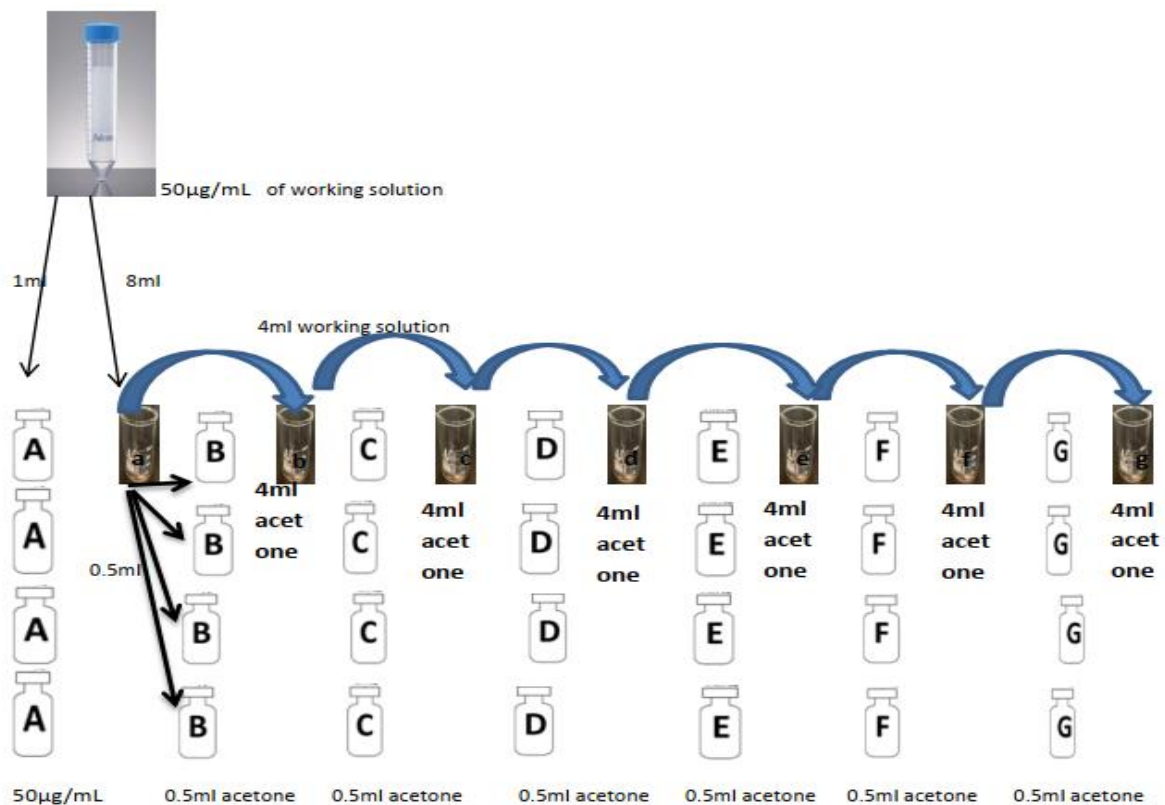 50µg/mL of working solution
1ml 8ml
4ml working solution
A a B b C c D d E e F f G g
4ml
acet
one
4ml
acet
one
4ml
acet
one
4ml
acet
one
4ml
acet
one
4ml
acet
one
A B C D E F G
0.5ml
A B C D E F G
A B C D E F G
50µg/mL 0.5ml acetone 0.5ml acetone 0.5ml acetone 0.5ml acetone 0.5ml acetone 0.5ml acetone